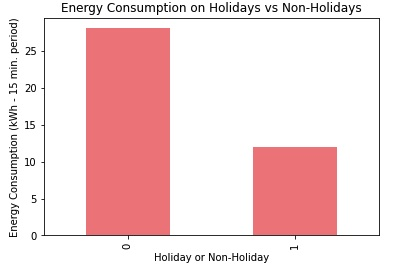 Energy Consumption on Holidays vs Non-Holidays
Energy Consumption (kWh - 15 min. period)
25
20
15
10
5
0
0
1
Holiday or Non-Holiday